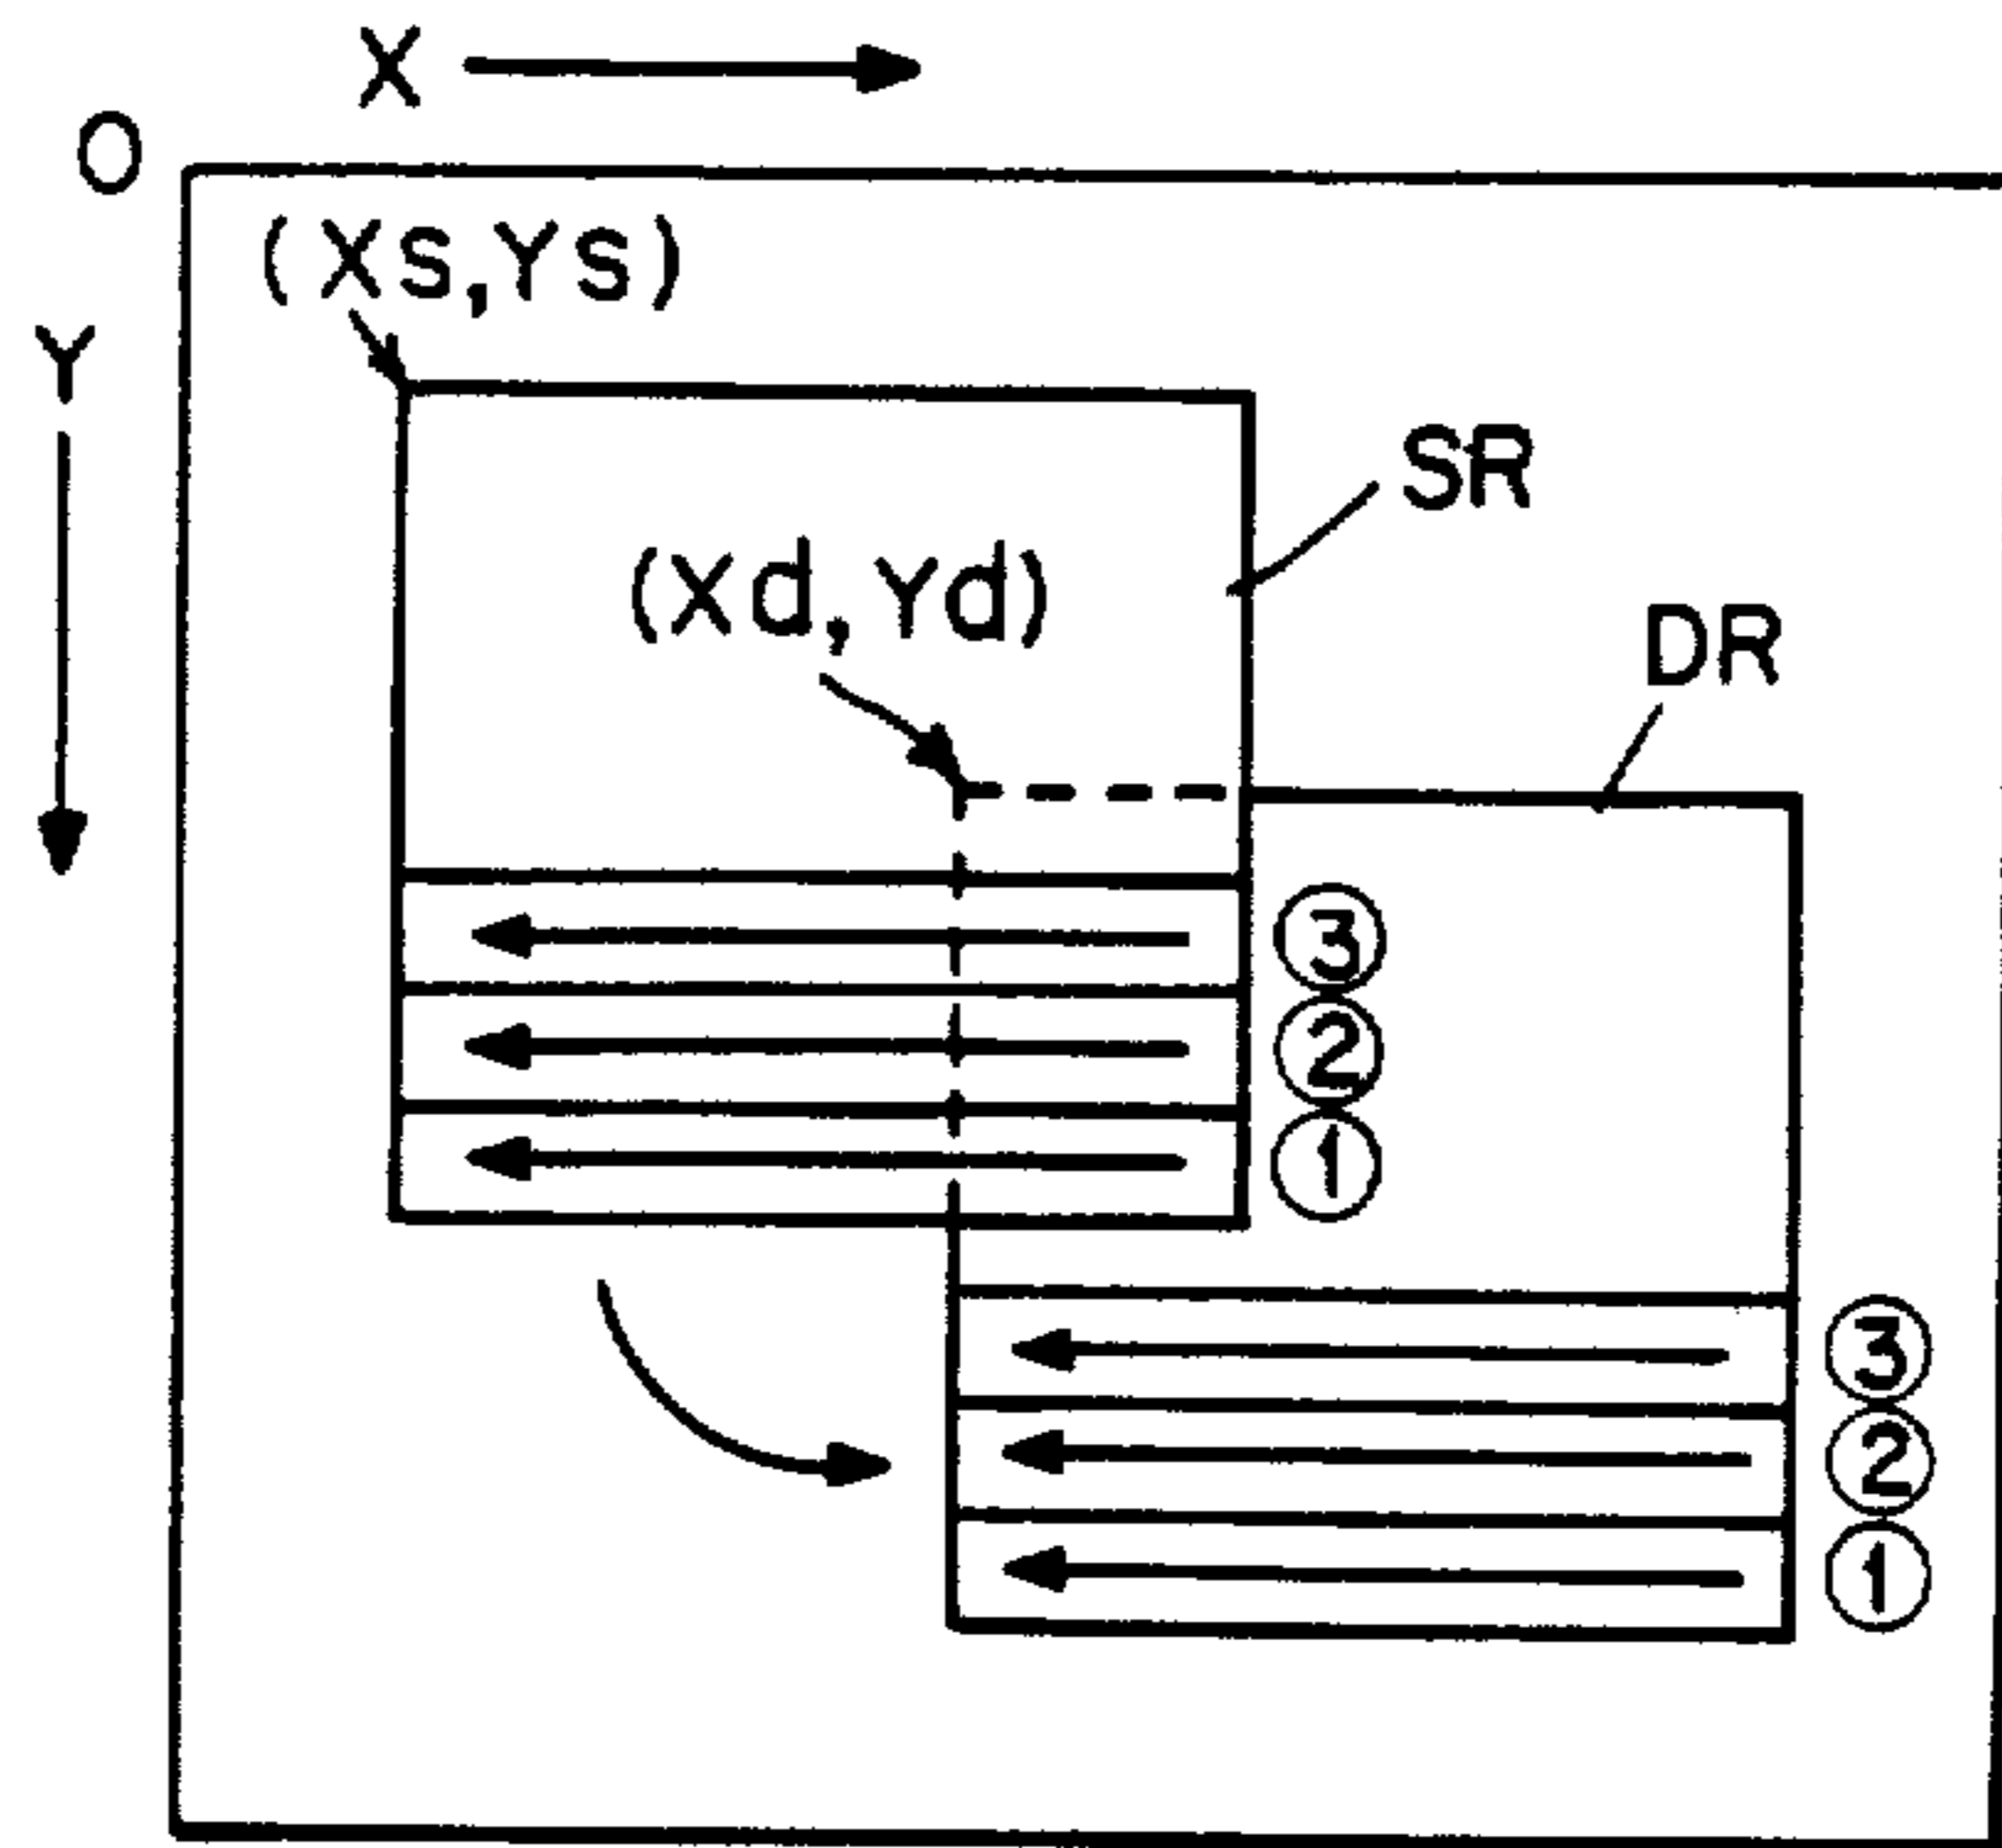 X
O
(Xs,Ys)
Y
SR
(Xd,Yd)
DR
③
②
①
③
②
①